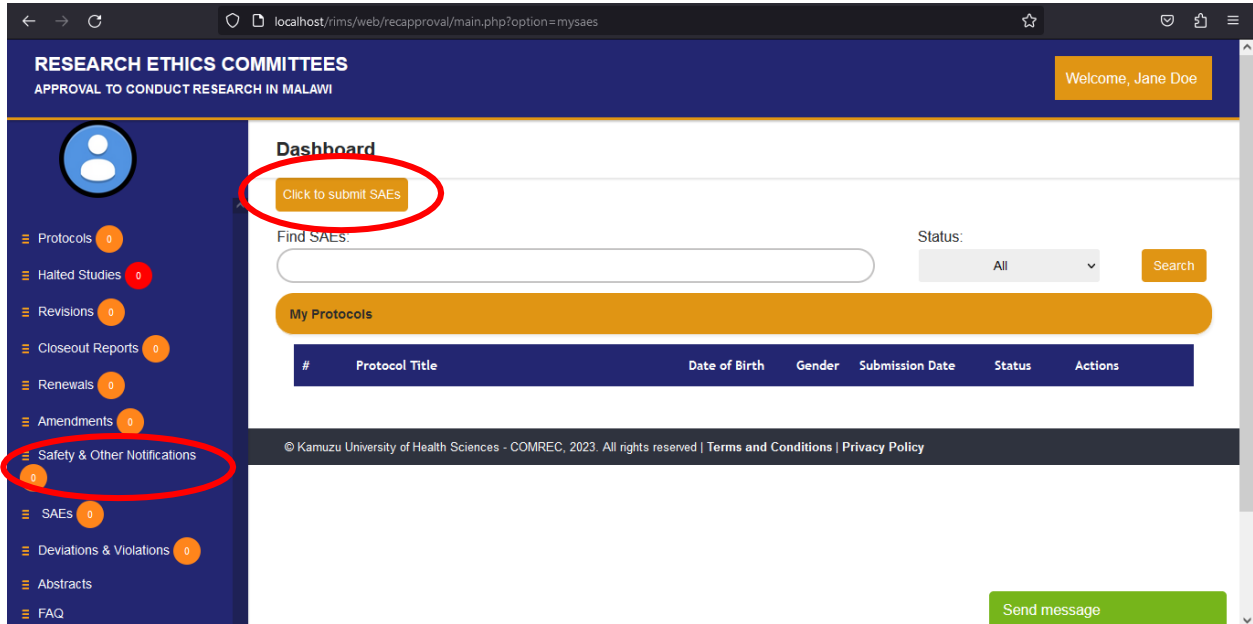 localhost/rims/web/recapproval/main.php?option=mysaes
RESEARCH ETHICS COMMITTEES
APPROVAL TO CONDUCT RESEARCH IN MALAWI
Welcome, Jane Doe
Dashboard
Click to submit SAEs
Find SAEs:
Status:
All
Search
My Protocols
# Protocol Title Date of Birth Gender Submission Date Status Actions
© Kamuzu University of Health Sciences - COMREC, 2023. All rights reserved | Terms and Conditions | Privacy Policy
Protocols 0
Halted Studies 0
Revisions 0
Closeout Reports 0
Renewals 0
Amendments 0
Safety & Other Notifications
0
SAEs 0
Deviations & Violations 0
Abstracts
FAQ
Send message